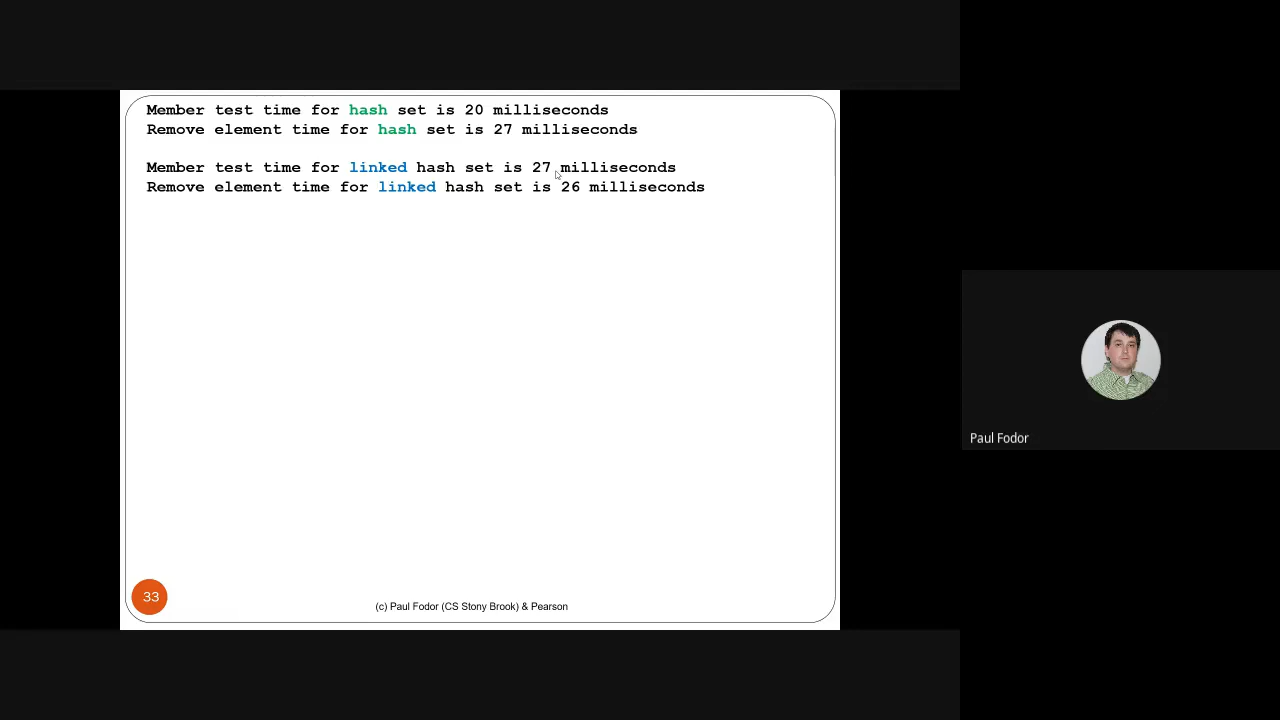 Member test time for hash set is 20 milliseconds
Remove element time for hash set is 27 milliseconds
Member test time for linked hash set is 27 milliseconds
Remove element time for linked hash set is 26 milliseconds
33
(c) Paul Fodor (CS Stony Brook) & Pearson
Paul Fodor